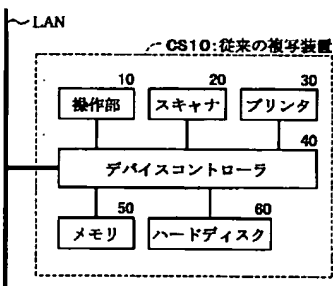 LAN
CS10:従来の複写装置
10 20 30
操作部 スキャナ プリンタ
40
デバイスコントローラ
50 60
メモリ ハードディスク